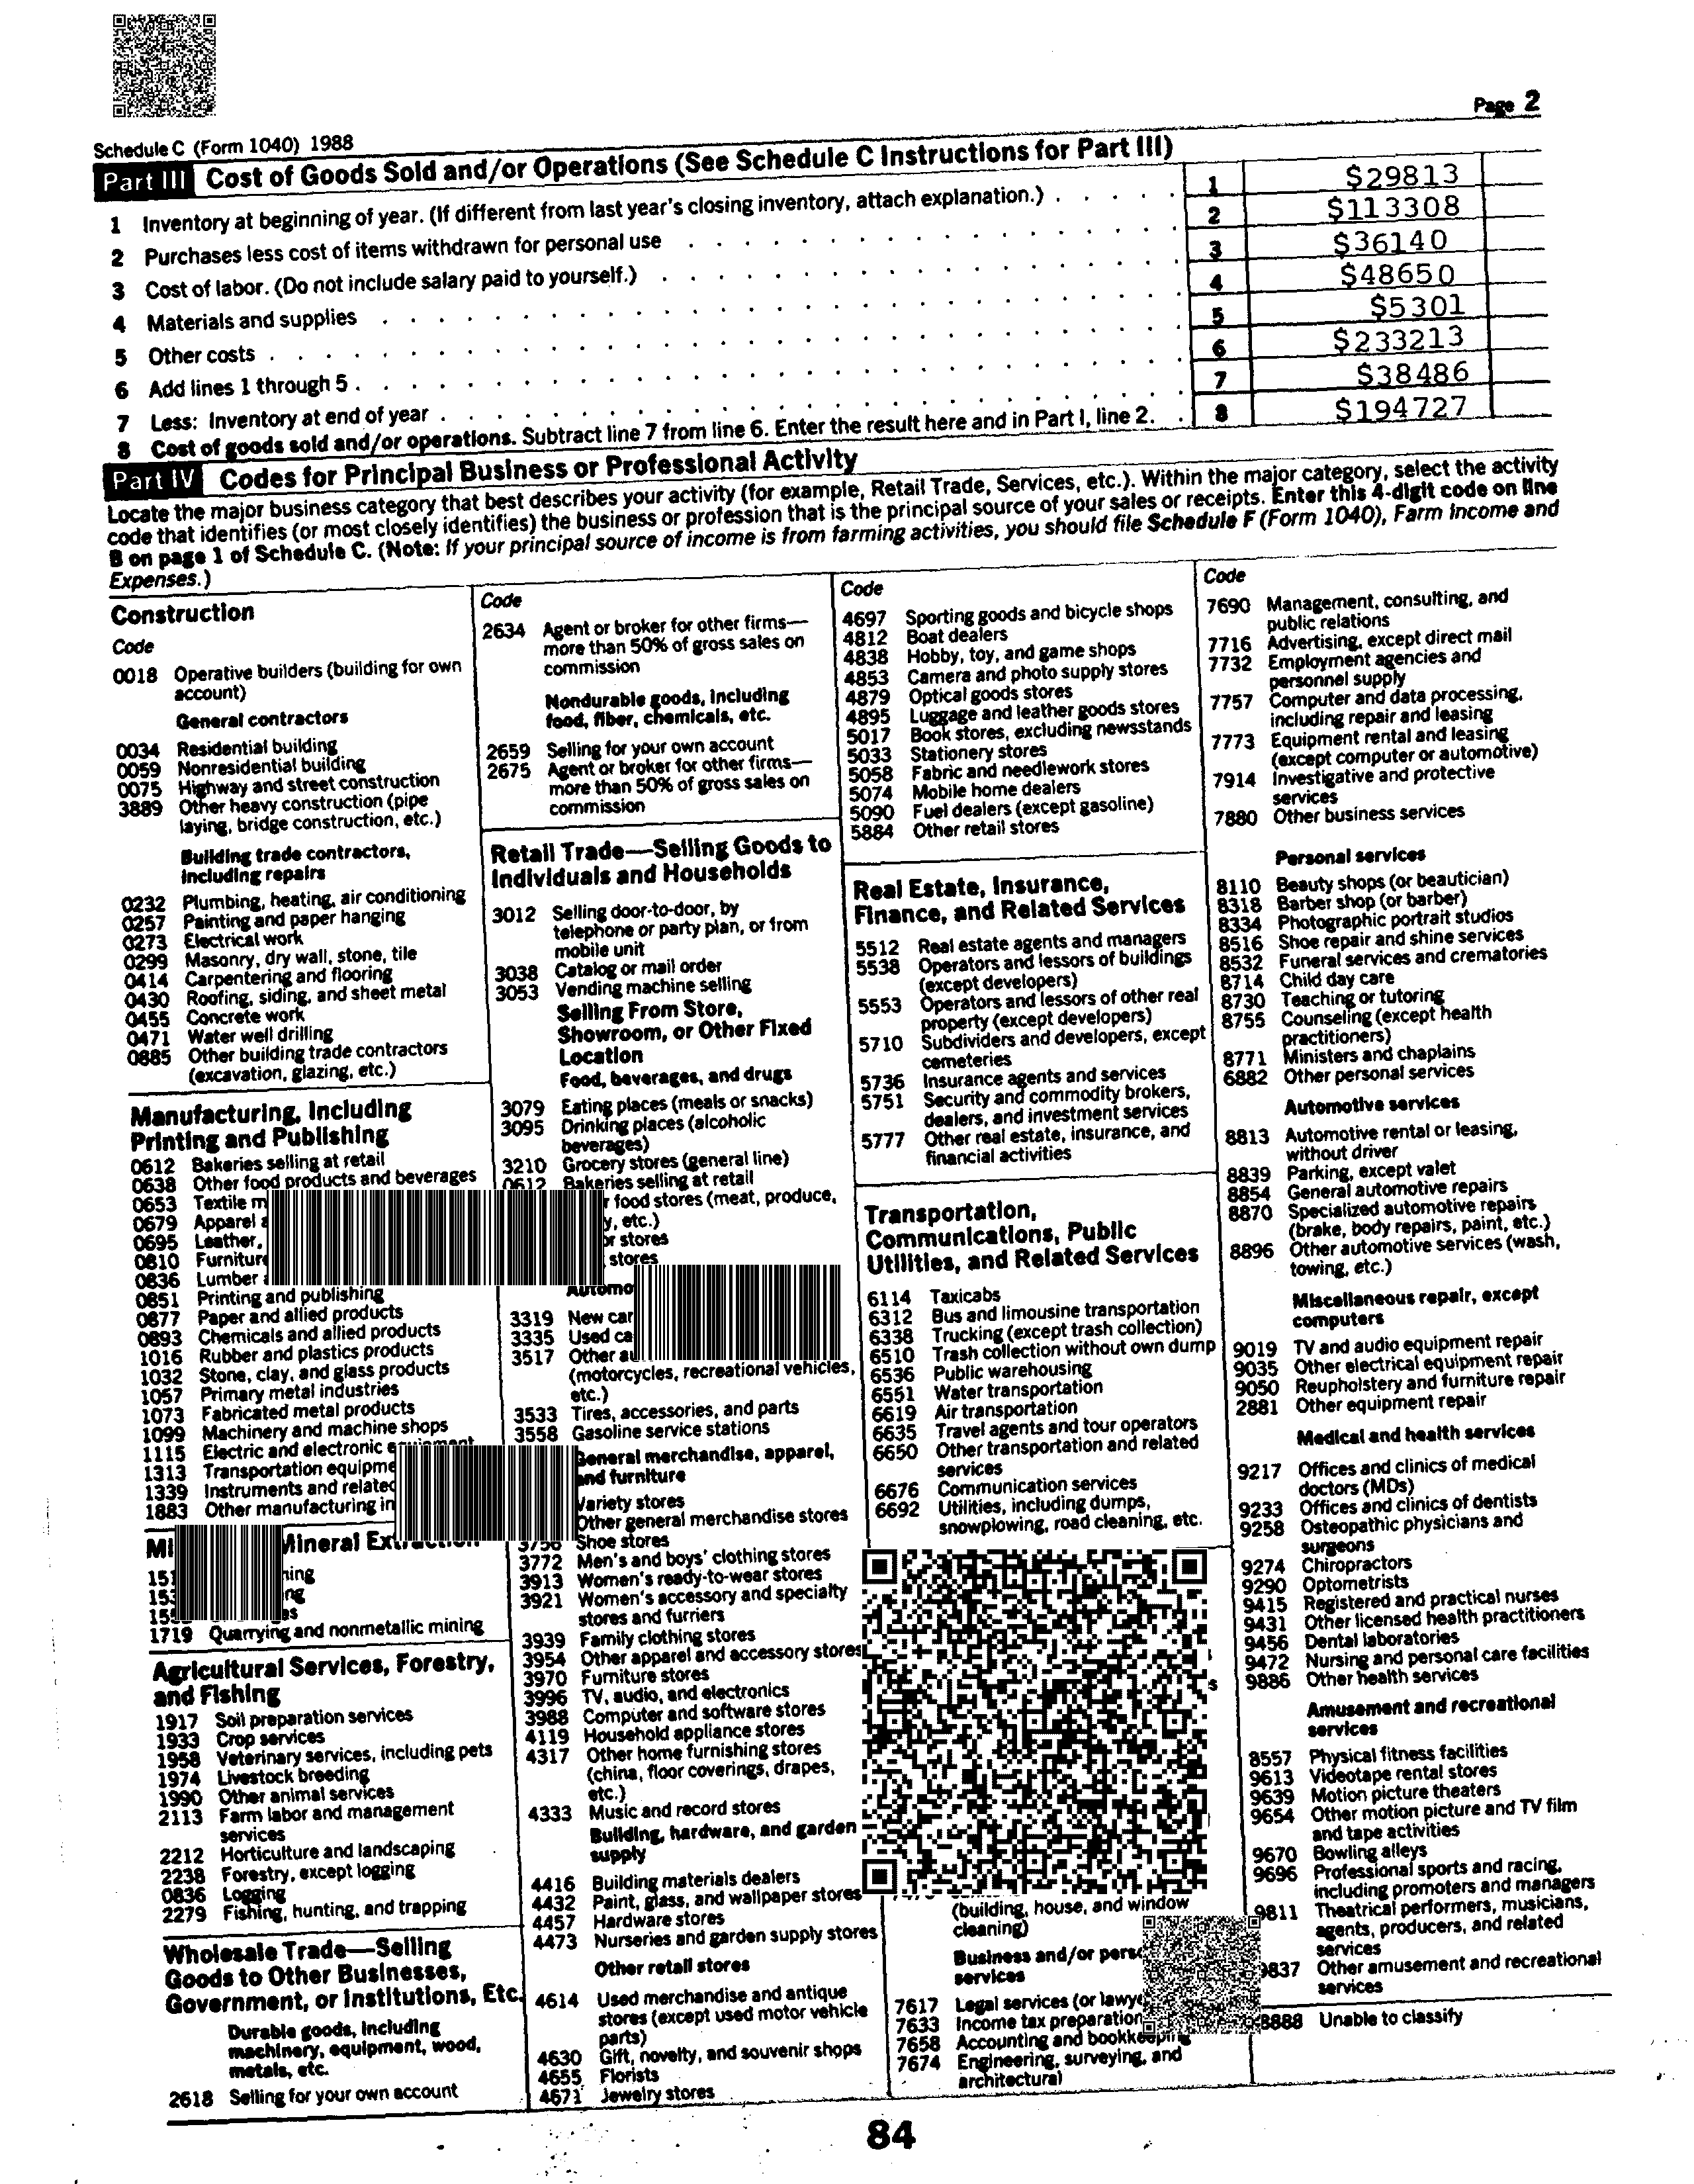 Page 2
Schedule C (Form 1040) 1988
Part III Cost of Goods Sold and/or Operations (See Schedule C Instructions for Part III)
1 Inventory at beginning of year. (If different from last year's closing inventory, attach explanation.) 1 $29813
2 Purchases less cost of items withdrawn for personal use 2 $113308
3 Cost of labor. (Do not include salary paid to yourself.) 3 $36140
4 Materials and supplies 4 $48650
5 Other costs 5 $5301
6 Add lines 1 through 5 6 $233213
7 Less: Inventory at end of year 7 $38486
8 Cost of goods sold and/or operations. Subtract line 7 from line 6. Enter the result here and in Part I, line 2. 8 $194727
Part IV Codes for Principal Business or Professional Activity
Locate the major business category that best describes your activity (for example, Retail Trade, Services, etc.). Within the major category, select the activity
code that identifies (or most closely identifies) the business or profession that is the principal source of your sales or receipts. Enter this 4-digit code on line
B on page 1 of Schedule C. (Note: If your principal source of income is from farming activities, you should file Schedule F (Form 1040), Farm Income and
Expenses.)
Construction
Code
0018 Operative builders (building for own
account)
General contractors
0034 Residential building
0059 Nonresidential building
0075 Highway and street construction
3889 Other heavy construction (pipe
laying, bridge construction, etc.)
Building trade contractors,
including repairs
0232 Plumbing, heating, air conditioning
0257 Painting and paper hanging
0273 Electrical work
0299 Masonry, dry wall, stone, tile
0414 Carpentering and flooring
0430 Roofing, siding, and sheet metal
0455 Concrete work
0471 Water well drilling
0885 Other building trade contractors
(excavation, glazing, etc.)
Manufacturing, Including
Printing and Publishing
0612 Bakeries selling at retail
0638 Other food products and beverages
0653 Textile
0679 Apparel
0695 Leather,
0810 Furniture
0836 Lumber
0851 Printing and publishing
0877 Paper and allied products
0893 Chemicals and allied products
1016 Rubber and plastics products
1032 Stone, clay, and glass products
1057 Primary metal industries
1073 Fabricated metal products
1099 Machinery and machine shops
1115 Electric and electronic equipment
1313 Transportation
1339 Instruments and related
1883 Other manufacturing
Mineral Extraction
1719 Quarrying and nonmetallic mining
Agricultural Services, Forestry,
and Fishing
1917 Soil preparation services
1933 Crop services
1958 Veterinary services, including pets
1974 Livestock breeding
1990 Other animal services
2113 Farm labor and management
services
2212 Horticulture and landscaping
2238 Forestry, except logging
0836 Logging
2279 Fishing, hunting, and trapping
Wholesale Trade—Selling
Goods to Other Businesses,
Government, or Institutions, Etc.
Durable goods, including
machinery, equipment, wood,
metals, etc.
2618 Selling for your own account
Code
2634 Agent or broker for other firms—
more than 50% of gross sales on
commission
Nondurable goods, including
food, fiber, chemicals, etc.
2659 Selling for your own account
2675 Agent or broker for other firms—
more than 50% of gross sales on
commission
Retail Trade—Selling Goods to
Individuals and Households
3012 Selling door-to-door, by
telephone or party plan, or from
mobile unit
3038 Catalog or mail order
3053 Vending machine selling
Selling From Store,
Showroom, or Other Fixed
Location
Food, beverages, and drugs
3079 Eating places (meals or snacks)
3095 Drinking places (alcoholic
beverages)
3210 Grocery stores (general line)
0612 Bakeries selling at retail
food stores (meat, produce,
etc.)
stores
stores
3319 New car
3335 Used
3517 Other
(motorcycles, recreational vehicles,
etc.)
3533 Tires, accessories, and parts
3558 Gasoline service stations
General merchandise, apparel,
and furniture
Variety stores
Other general merchandise stores
3756 Shoe stores
3772 Men's and boys' clothing stores
3913 Women's ready-to-wear stores
3921 Women's accessory and specialty
stores and furriers
3939 Family clothing stores
3954 Other apparel and accessory stores
3970 Furniture stores
3996 TV, audio, and electronics
3988 Computer and software stores
4119 Household appliance stores
4317 Other home furnishing stores
(china, floor coverings, drapes,
etc.)
4333 Music and record stores
Building, hardware, and garden
supply
4416 Building materials dealers
4432 Paint, glass, and wallpaper stores
4457 Hardware stores
4473 Nurseries and garden supply stores
Other retail stores
4614 Used merchandise and antique
stores (except used motor vehicle
parts)
4630 Gift, novelty, and souvenir shops
4655 Florists
4671 Jewelry stores
Code
4697 Sporting goods and bicycle shops
4812 Boat dealers
4838 Hobby, toy, and game shops
4853 Camera and photo supply stores
4879 Optical goods stores
4895 Luggage and leather goods stores
5017 Book stores, excluding newsstands
5033 Stationery stores
5058 Fabric and needlework stores
5074 Mobile home dealers
5090 Fuel dealers (except gasoline)
5884 Other retail stores
Real Estate, Insurance,
Finance, and Related Services
5512 Real estate agents and managers
5538 Operators and lessors of buildings
(except developers)
5553 Operators and lessors of other real
property (except developers)
5710 Subdividers and developers, except
cemeteries
5736 Insurance agents and services
5751 Security and commodity brokers,
dealers, and investment services
5777 Other real estate, insurance, and
financial activities
Transportation,
Communications, Public
Utilities, and Related Services
6114 Taxicabs
6312 Bus and limousine transportation
6338 Trucking (except trash collection)
6510 Trash collection without own dump
6536 Public warehousing
6551 Water transportation
6619 Air transportation
6635 Travel agents and tour operators
6650 Other transportation and related
services
6676 Communication services
6692 Utilities, including dumps,
snowplowing, road cleaning, etc.
(building, house, and window
cleaning)
Business and/or
services
7617 Legal services (or
7633 Income tax preparation
7658 Accounting and bookkeeping
7674 Engineering, surveying, and
architectural
Code
7690 Management, consulting, and
public relations
7716 Advertising, except direct mail
7732 Employment agencies and
personnel supply
7757 Computer and data processing,
including repair and leasing
7773 Equipment rental and leasing
(except computer or automotive)
7914 Investigative and protective
services
7880 Other business services
Personal services
8110 Beauty shops (or beautician)
8318 Barber shop (or barber)
8334 Photographic portrait studios
8516 Shoe repair and shine services
8532 Funeral services and crematories
8714 Child day care
8730 Teaching or tutoring
8755 Counseling (except health
practitioners)
8771 Ministers and chaplains
6882 Other personal services
Automotive services
8813 Automotive rental or leasing,
without driver
8839 Parking, except valet
8854 General automotive repairs
8870 Specialized automotive repairs
(brake, body repairs, paint, etc.)
8896 Other automotive services (wash,
towing, etc.)
Miscellaneous repair, except
computers
9019 TV and audio equipment repair
9035 Other electrical equipment repair
9050 Reupholstery and furniture repair
2881 Other equipment repair
Medical and health services
9217 Offices and clinics of medical
doctors (MDs)
9233 Offices and clinics of dentists
9258 Osteopathic physicians and
surgeons
9274 Chiropractors
9290 Optometrists
9415 Registered and practical nurses
9431 Other licensed health practitioners
9456 Dental laboratories
9472 Nursing and personal care facilities
9886 Other health services
Amusement and recreational
services
8557 Physical fitness facilities
9613 Videotape rental stores
9639 Motion picture theaters
9654 Other motion picture and TV film
and tape activities
9670 Bowling alleys
9696 Professional sports and racing,
including promoters and managers
9811 Theatrical performers, musicians,
agents, producers, and related
services
9837 Other amusement and recreational
services
8888 Unable to classify
84